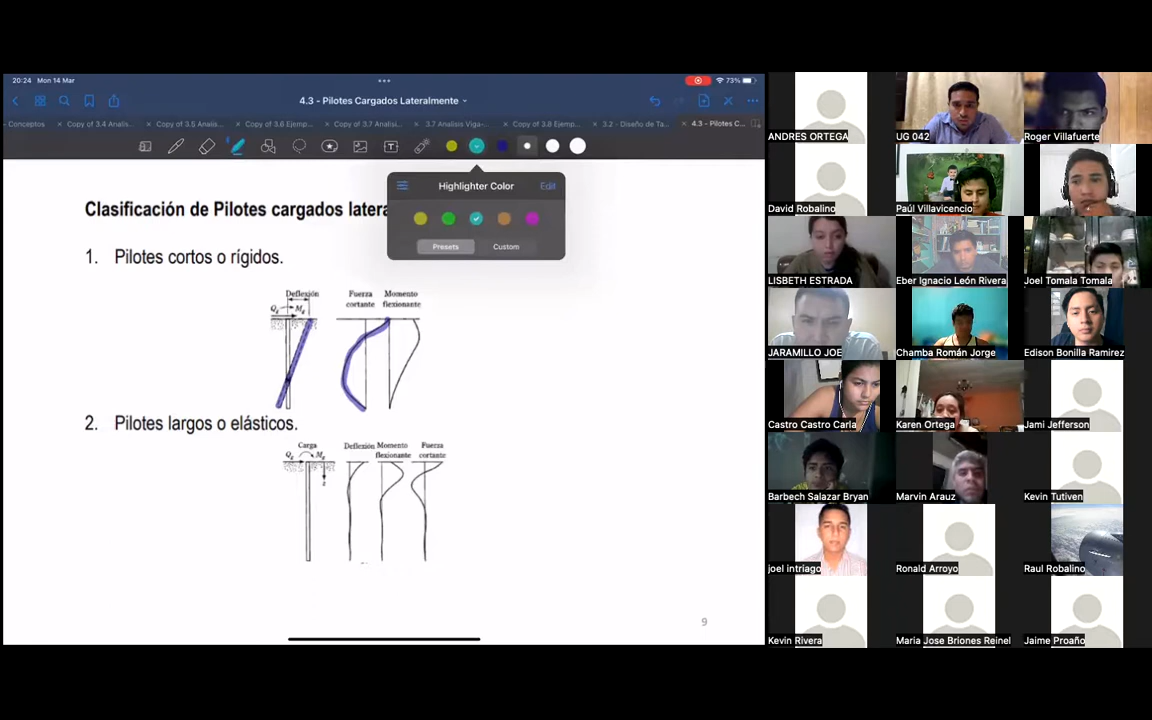 20:24 Mon 14 Mar
73%
4.3 - Pilotes Cargados Lateralmente
Conceptos
Copy of 3.4 Analis...
Copy of 3.5 Analisi...
Copy of 3.6 Ejemp...
Copy of 3.7 Analisi...
3.7 Analisis Viga-...
Copy of 3.8 Ejemp...
3.2 - Diseño de Ta...
4.3 - Pilotes C...
Highlighter Color
Edit
Presets
Custom
Clasificación de Pilotes cargados latera
1. Pilotes cortos o rígidos.
Deflexión
Qg
Mg
Fuerza
cortante
Momento
flexionante
2. Pilotes largos o elásticos.
Carga
Qg
Mg
z
Deflexión
Momento
flexionante
Fuerza
cortante
9
ANDRES ORTEGA
UG 042
Roger Villafuerte
David Robalino
Paúl Villavicencio
LISBETH ESTRADA
Eber Ignacio León Rivera
Joel Tomala Tomala
JARAMILLO JOE
Chamba Román Jorge
Edison Bonilla Ramirez
Castro Castro Carla
Karen Ortega
Jami Jefferson
Barbech Salazar Bryan
Marvin Arauz
Kevin Tutiven
joel intriago
Ronald Arroyo
Raul Robalino
Kevin Rivera
Maria Jose Briones Reinel
Jaime Proaño